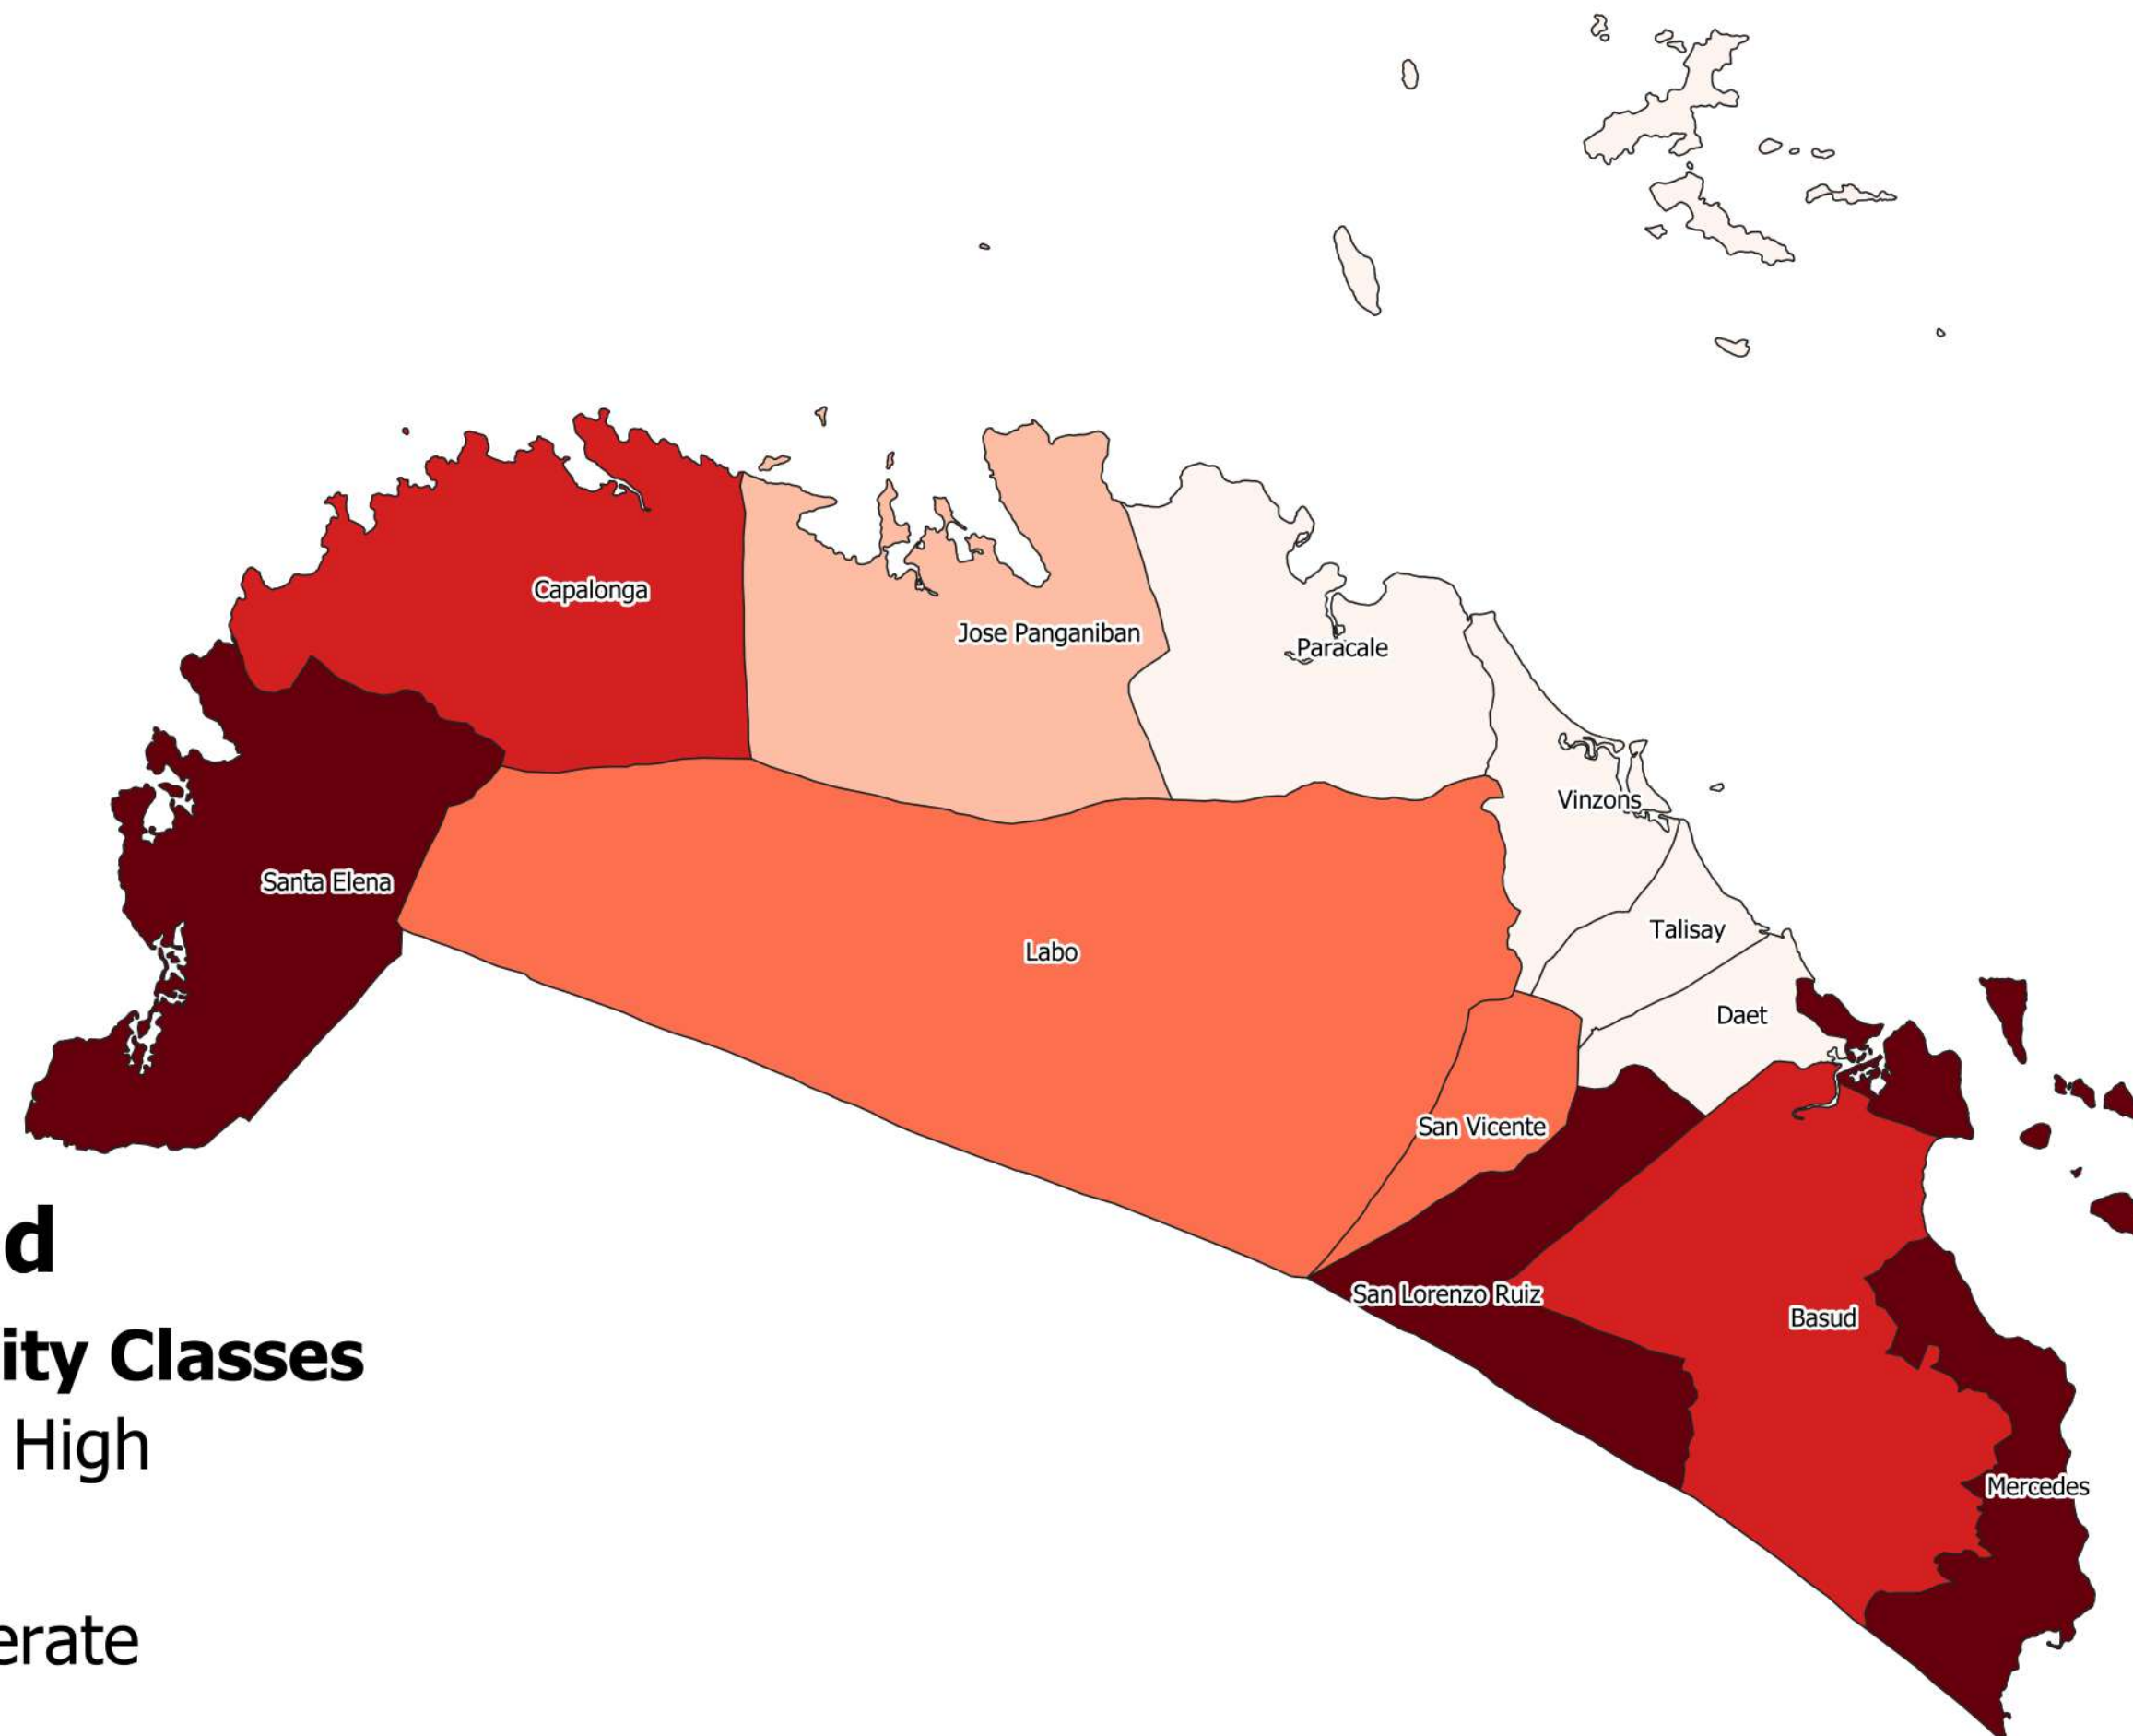 Capalonga
Jose Panganiban
Paracale
Vinzons
Santa Elena
Talisay
Labo
Daet
San Vicente
San Lorenzo Ruiz
Basud
Mercedes
d
ity Classes
High
erate